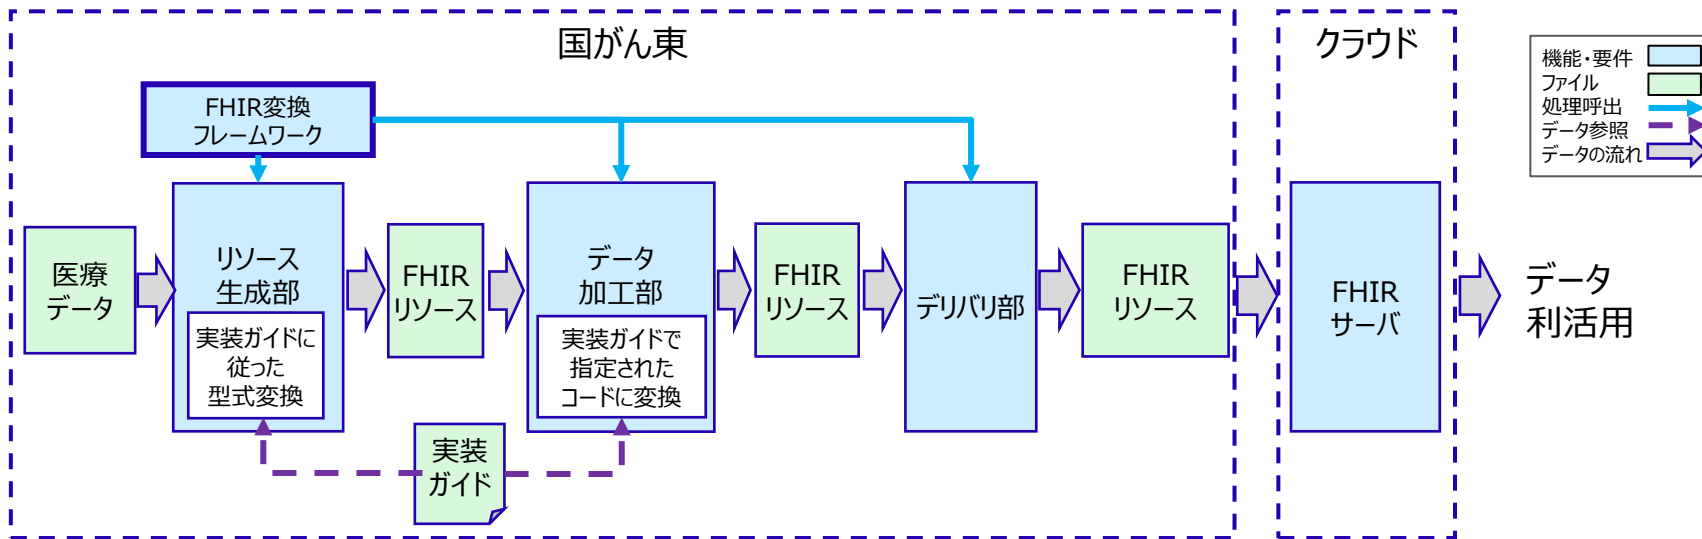 国がん東
クラウド
機能・要件
ファイル
処理呼出
データ参照
データの流れ
FHIR変換
フレームワーク
医療
データ
リソース
生成部
実装ガイドに
従った
型式変換
FHIR
リソース
データ
加工部
実装ガイドで
指定された
コードに変換
FHIR
リソース
デリバリ部
FHIR
リソース
FHIR
サーバ
データ
利活用
実装
ガイド